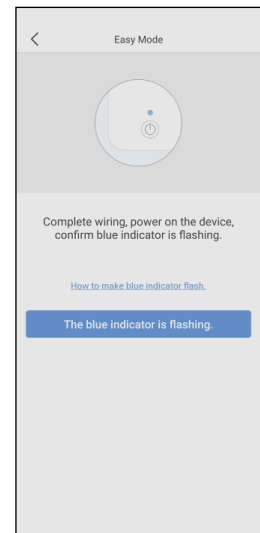 Easy Mode
Complete wiring, power on the device,
confirm blue indicator is flashing.
How to make blue indicator flash.
The blue indicator is flashing.